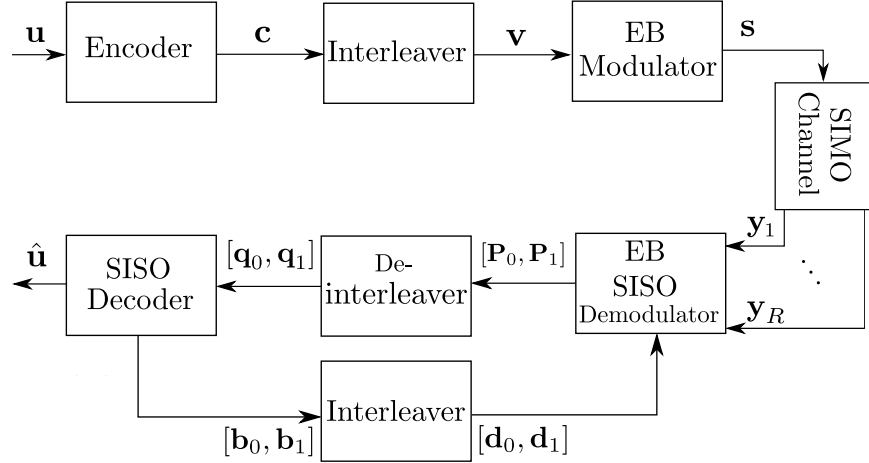 u
Encoder
c
Interleaver
v
EB
Modulator
s
SIMO
Channel
y₁
y_R
EB
SISO
Demodulator
[P₀, P₁]
De-
interleaver
[q₀, q₁]
SISO
Decoder
û
[b₀, b₁]
Interleaver
[d₀, d₁]